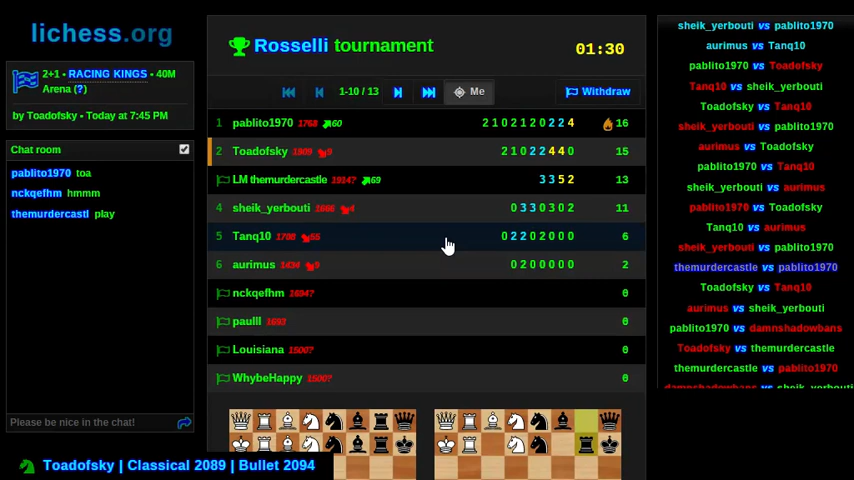 lichess.org
2+1 • RACING KINGS • 40M
Arena (?)
by Toadofsky • Today at 7:45 PM
Chat room
pablito1970 toa
nckqefhm hmmm
themurdercastl play
Please be nice in the chat!
Rosselli tournament
01:30
1-10 / 13
Me
Withdraw
1 pablito1970 1768 60 2 1 0 2 1 2 0 2 2 4 16
2 Toadofsky 1809 9 2 1 0 2 2 4 4 0 15
LM themurdercastle 1914? 69 3 3 5 2 13
4 sheik_yerbouti 1666 4 0 3 3 0 3 0 2 11
5 Tanq10 1708 55 0 2 2 0 2 0 0 0 6
6 aurimus 1434 9 0 2 0 0 0 0 0 2
nckqefhm 1694? 0
paulll 1693 0
Louisiana 1500? 0
WhybeHappy 1500? 0
sheik_yerbouti vs pablito1970
aurimus vs Tanq10
pablito1970 vs Toadofsky
Tanq10 vs sheik_yerbouti
Toadofsky vs Tanq10
sheik_yerbouti vs pablito1970
aurimus vs Toadofsky
pablito1970 vs Tanq10
sheik_yerbouti vs aurimus
pablito1970 vs Toadofsky
Tanq10 vs aurimus
sheik_yerbouti vs pablito1970
themurdercastle vs pablito1970
Toadofsky vs Tanq10
aurimus vs sheik_yerbouti
pablito1970 vs damnshadowbans
Toadofsky vs themurdercastle
themurdercastle vs pablito1970
damnshadowbans vs sheik_yerbouti
Toadofsky | Classical 2089 | Bullet 2094